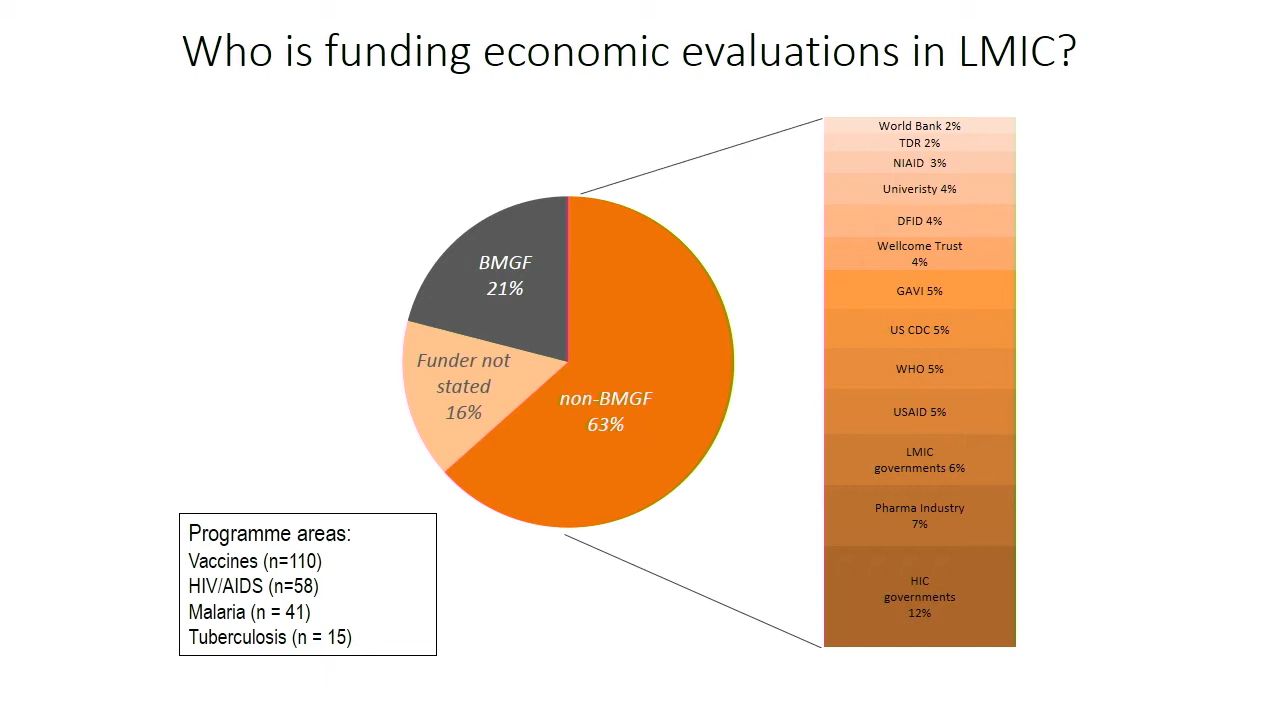 Who is funding economic evaluations in LMIC?
BMGF
21%
Funder not
stated
16%
non-BMGF
63%
World Bank 2%
TDR 2%
NIAID  3%
Univeristy 4%
DFID 4%
Wellcome Trust
4%
GAVI 5%
US CDC 5%
WHO 5%
USAID 5%
LMIC
governments 6%
Pharma Industry
7%
HIC
governments
12%
Programme areas:
Vaccines (n=110)
HIV/AIDS (n=58)
Malaria (n = 41)
Tuberculosis (n = 15)